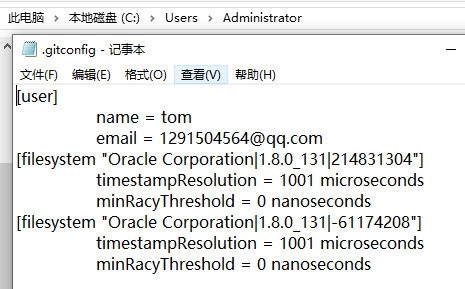 此电脑 > 本地磁盘 (C:) > Users > Administrator
.gitconfig - 记事本
文件(F) 编辑(E) 格式(O) 查看(V) 帮助(H)
[user]
name = tom
email = 1291504564@qq.com
[filesystem "Oracle Corporation|1.8.0_131|214831304"]
timestampResolution = 1001 microseconds
minRacyThreshold = 0 nanoseconds
[filesystem "Oracle Corporation|1.8.0_131|-61174208"]
timestampResolution = 1001 microseconds
minRacyThreshold = 0 nanoseconds